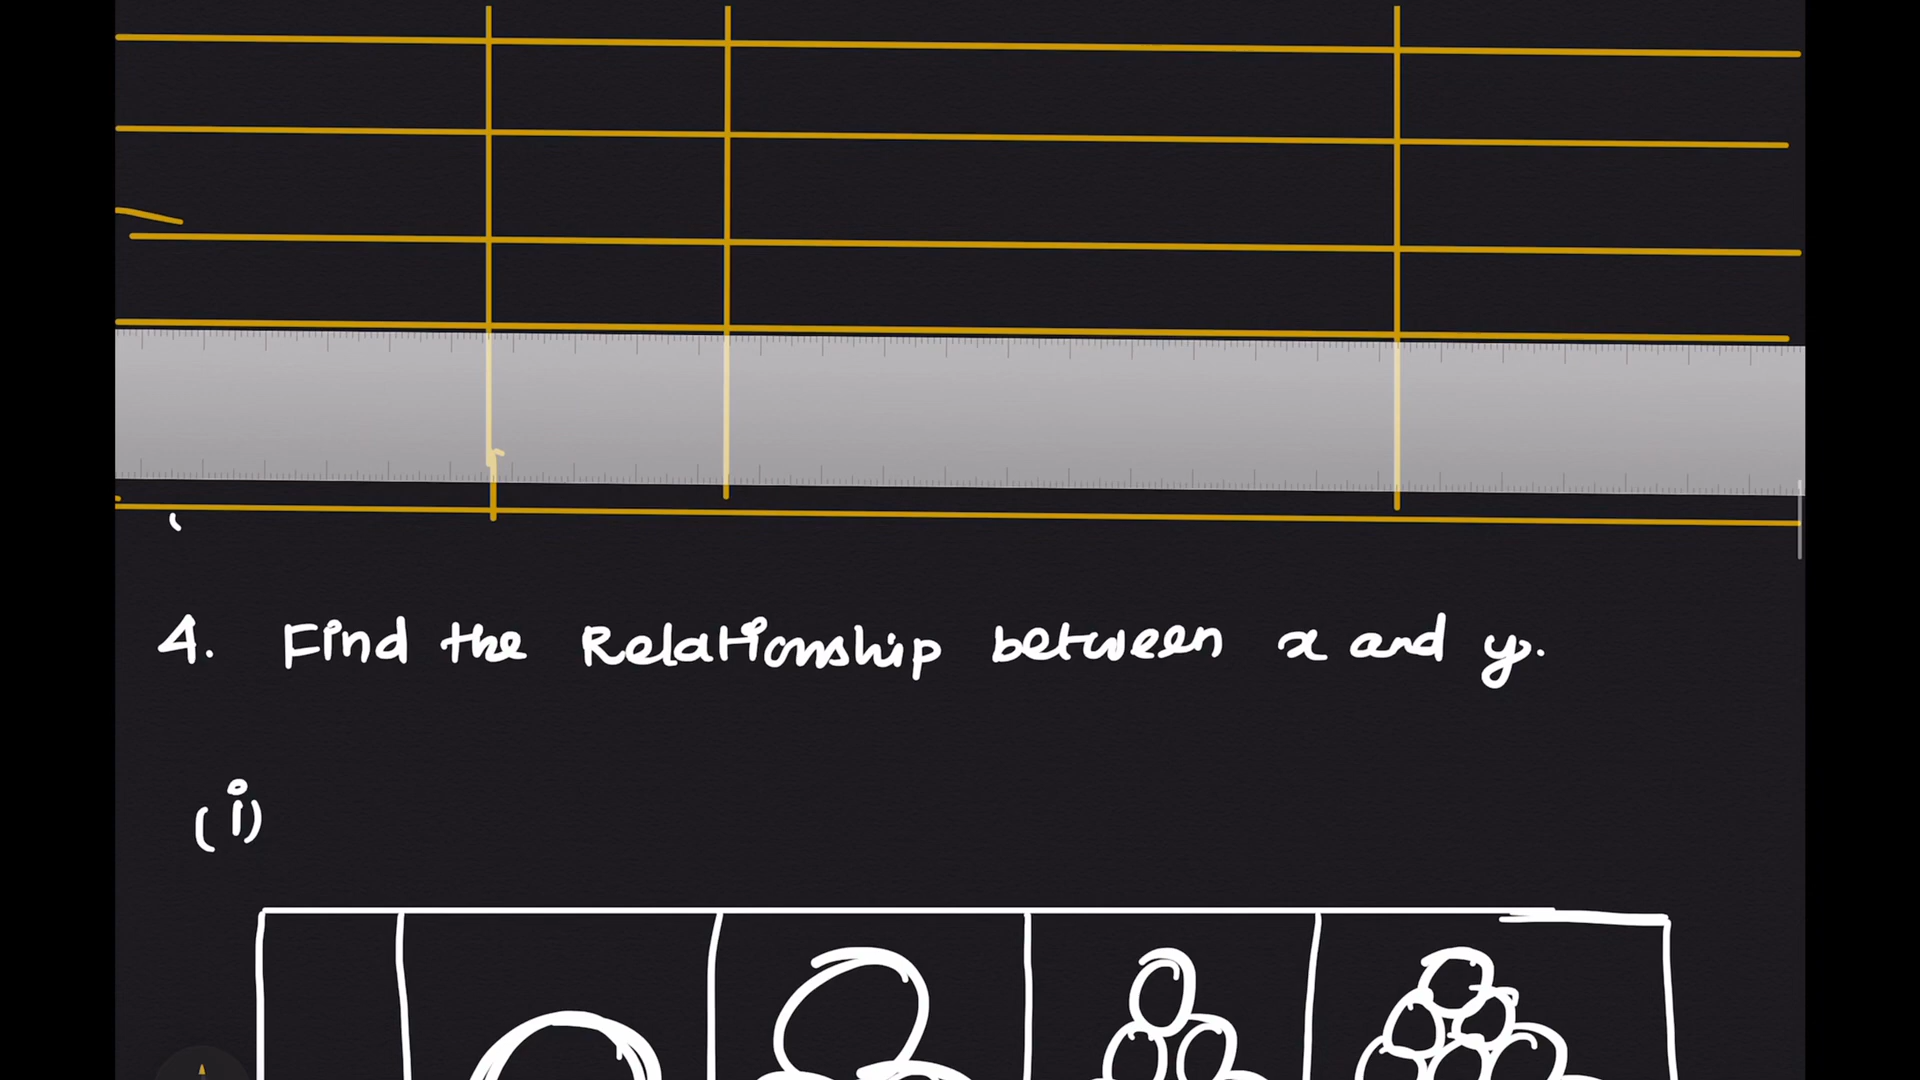 4. Find the Relationship between x and y.
(i)